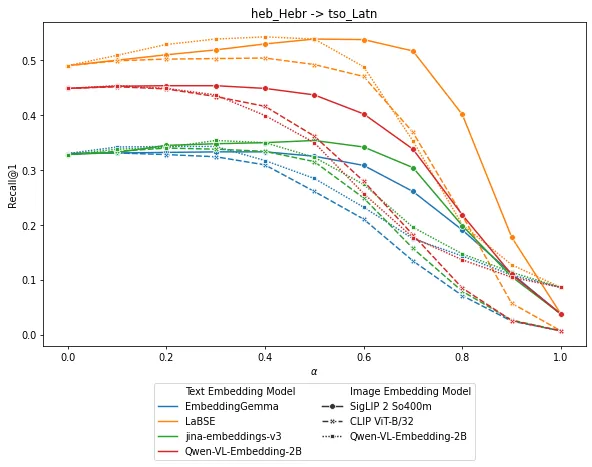 heb_Hebr -> tso_Latn
Recall@1
0.5
0.4
0.3
0.2
0.1
0.0
0.0 0.2 0.4 0.6 0.8 1.0
α
Text Embedding Model Image Embedding Model
EmbeddingGemma SigLIP 2 So400m
LaBSE CLIP ViT-B/32
jina-embeddings-v3 Qwen-VL-Embedding-2B
Qwen-VL-Embedding-2B